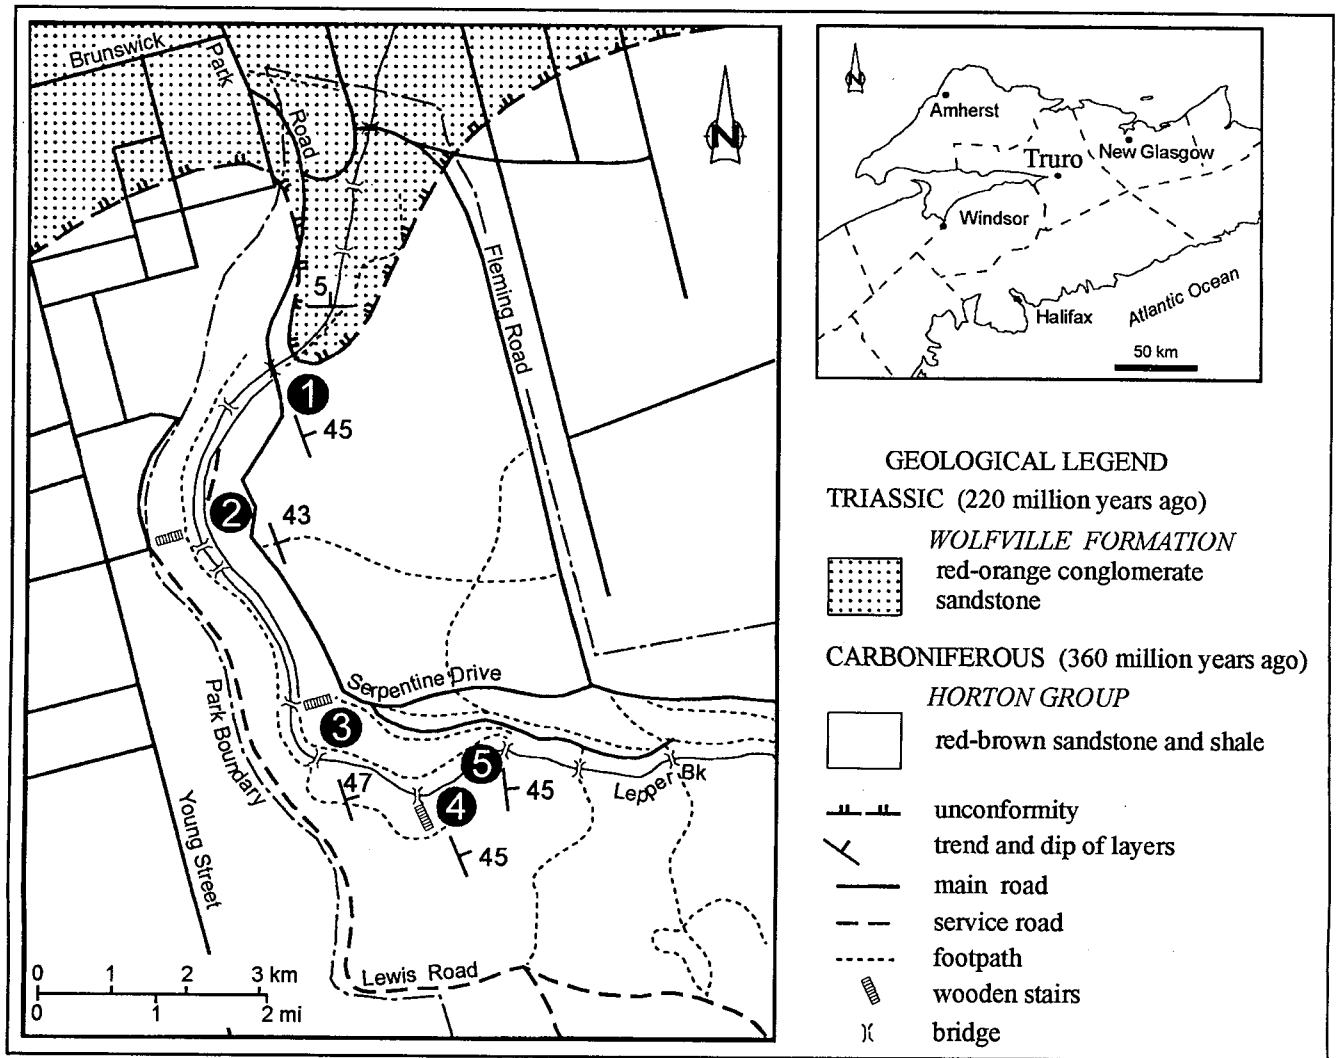 Brunswick
Park
Road
N
5
Fleming Road
1
45
2
43
Serpentine Drive
3
5
47
4
45
45
Lepper Bk
Park Boundary
Young Street
Lewis Road
0 1 2 3 km
0 1 2 mi
N
Amherst
Truro
New Glasgow
Windsor
Halifax
Atlantic Ocean
50 km
GEOLOGICAL LEGEND
TRIASSIC (220 million years ago)
WOLFVILLE FORMATION
red-orange conglomerate
sandstone
CARBONIFEROUS (360 million years ago)
HORTON GROUP
red-brown sandstone and shale
unconformity
trend and dip of layers
main road
service road
footpath
wooden stairs
bridge